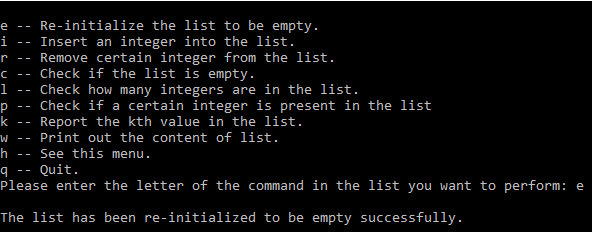 e -- Re-initialize the list to be empty.
i -- Insert an integer into the list.
r -- Remove certain integer from the list.
c -- Check if the list is empty.
l -- Check how many integers are in the list.
p -- Check if a certain integer is present in the list
k -- Report the kth value in the list.
w -- Print out the content of list.
h -- See this menu.
q -- Quit.
Please enter the letter of the command in the list you want to perform: e
The list has been re-initialized to be empty successfully.